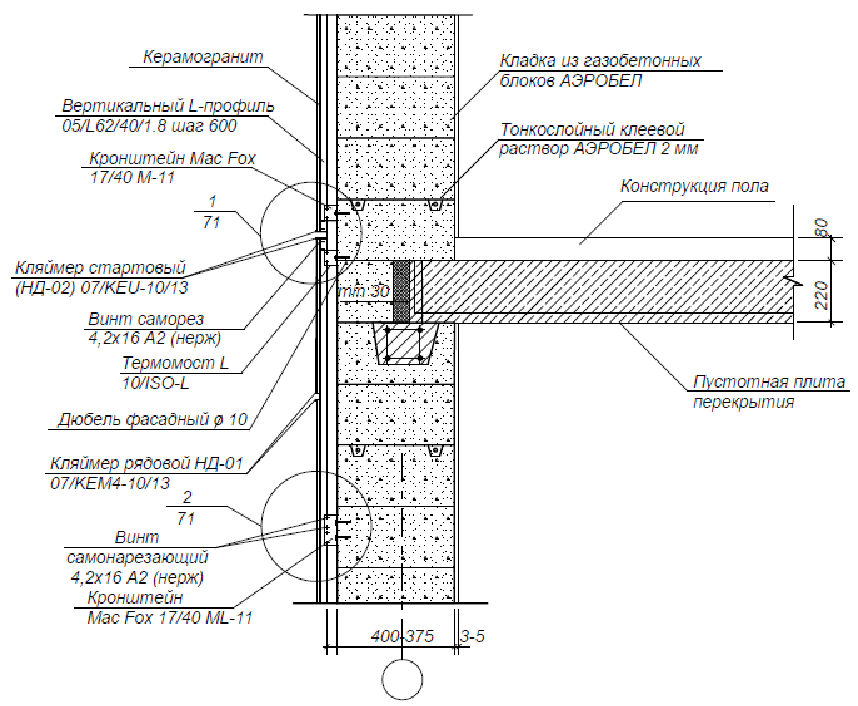 Керамогранит
Вертикальный L-профиль
05/L62/40/1.8 шаг 600
Кронштейн Mac Fox
17/40 М-11
1
71
Кляймер стартовый
(НД-02) 07/KEU-10/13
Винт саморез
4,2х16 А2 (нерж)
Термомост L
10/ISO-L
Дюбель фасадный ø 10
Кляймер рядовой НД-01
07/КЕМ4-10/13
2
71
Винт
самонарезающий
4,2х16 А2 (нерж)
Кронштейн
Mac Fox 17/40 ML-11
Кладка из газобетонных
блоков АЭРОБЕЛ
Тонкослойный клеевой
раствор АЭРОБЕЛ 2 мм
Конструкция пола
80
220
mm 30
Пустотная плита
перекрытия
400-375
3-5